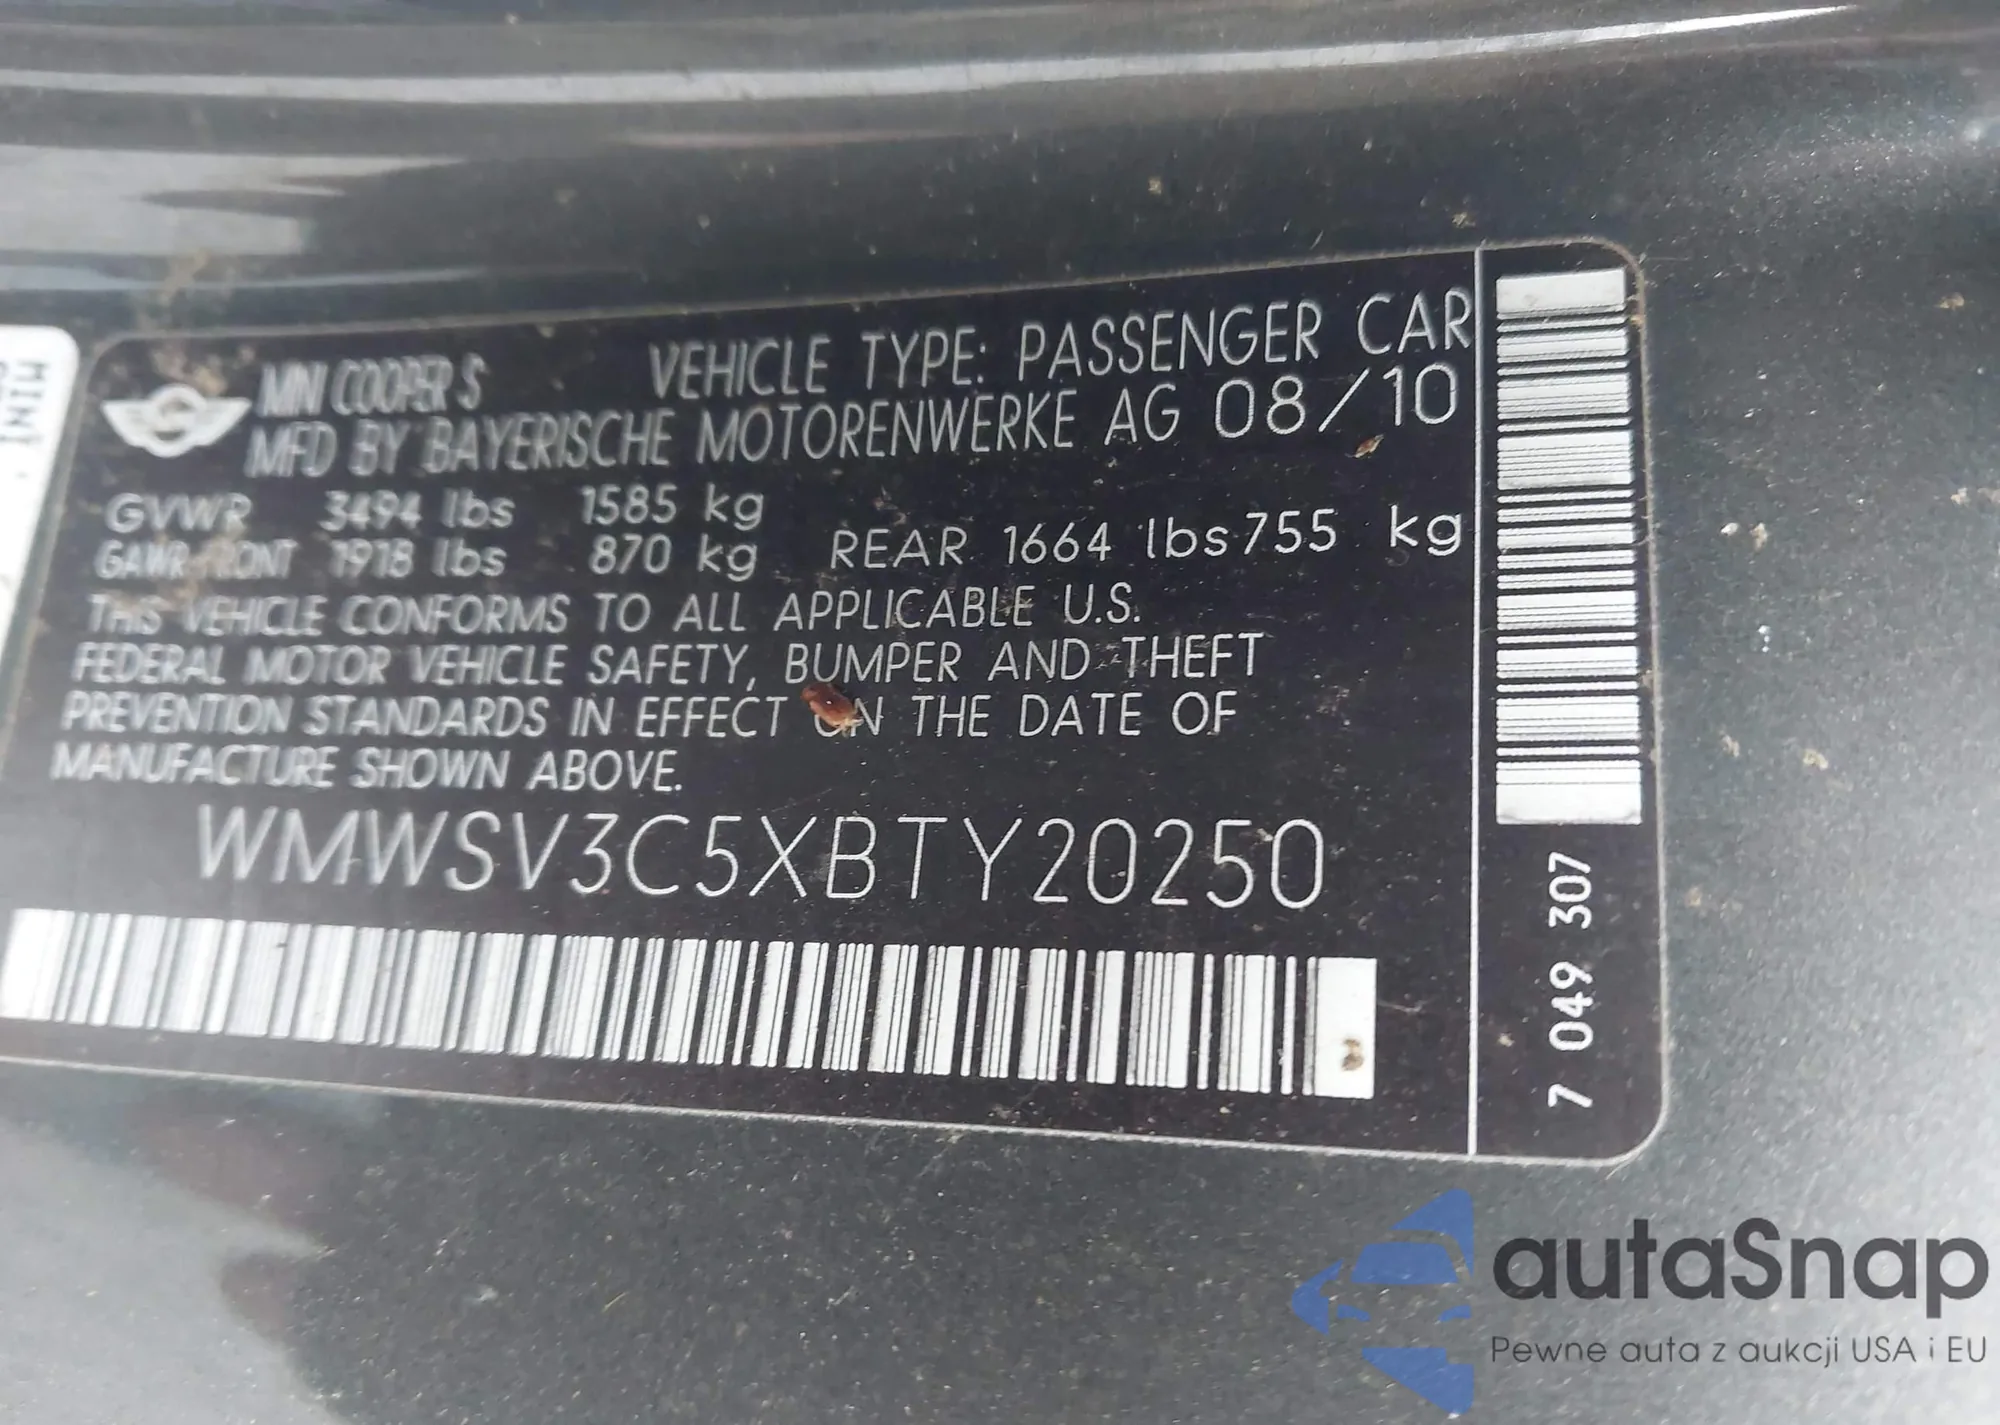 MINI COOPER S VEHICLE TYPE: PASSENGER CAR
MFD BY BAYERISCHE MOTORENWERKE AG 08/10
GVWR 3494 lbs 1585 kg
GAWR FRONT 1918 lbs 870 kg REAR 1664 lbs 755 kg
THIS VEHICLE CONFORMS TO ALL APPLICABLE U.S.
FEDERAL MOTOR VEHICLE SAFETY, BUMPER AND THEFT
PREVENTION STANDARDS IN EFFECT ON THE DATE OF
MANUFACTURE SHOWN ABOVE.
WMWSV3C5XBTY20250
7 049 307
MINT
autaSnap
Pewne auta z aukcji USA i EU